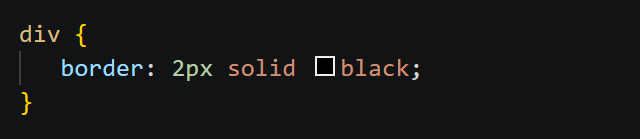 div {
border: 2px solid black;
}